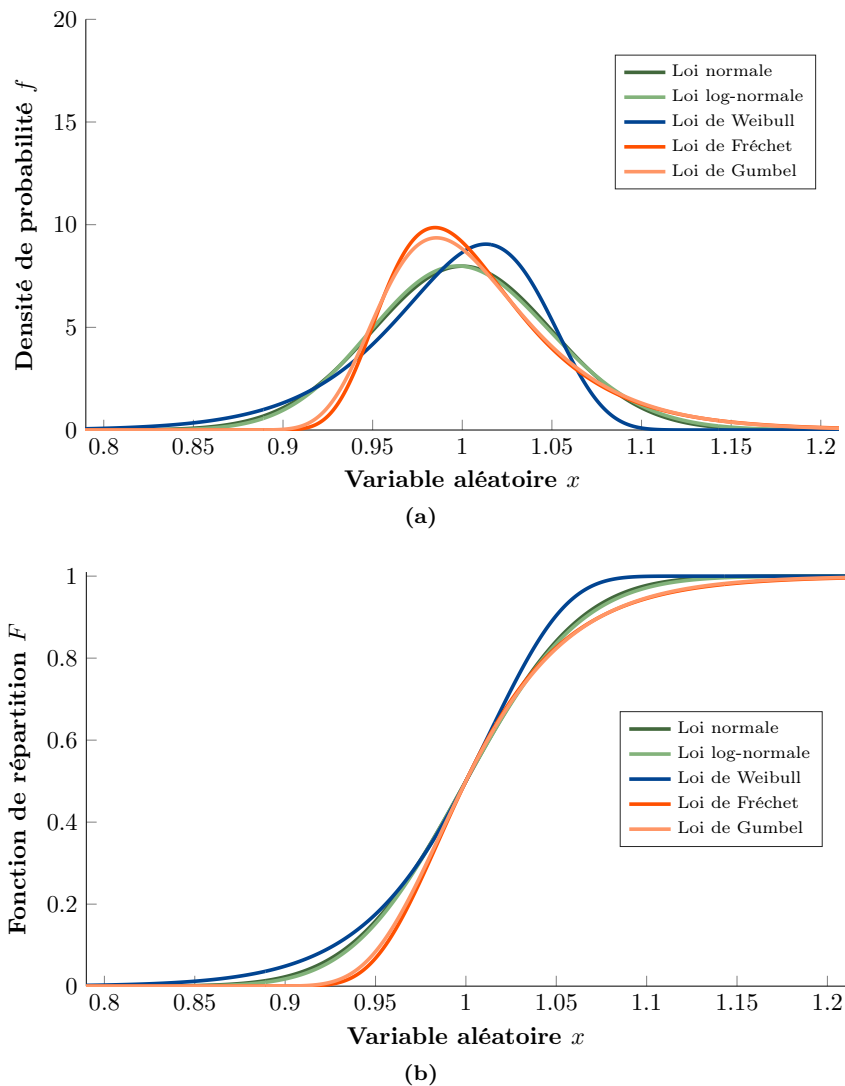 20
15
10
5
0
Densité de probabilité f
Loi normale
Loi log-normale
Loi de Weibull
Loi de Fréchet
Loi de Gumbel
0.8 0.85 0.9 0.95 1 1.05 1.1 1.15 1.2
Variable aléatoire x
(a)
1
0.8
0.6
0.4
0.2
0
Fonction de répartition F
Loi normale
Loi log-normale
Loi de Weibull
Loi de Fréchet
Loi de Gumbel
0.8 0.85 0.9 0.95 1 1.05 1.1 1.15 1.2
Variable aléatoire x
(b)